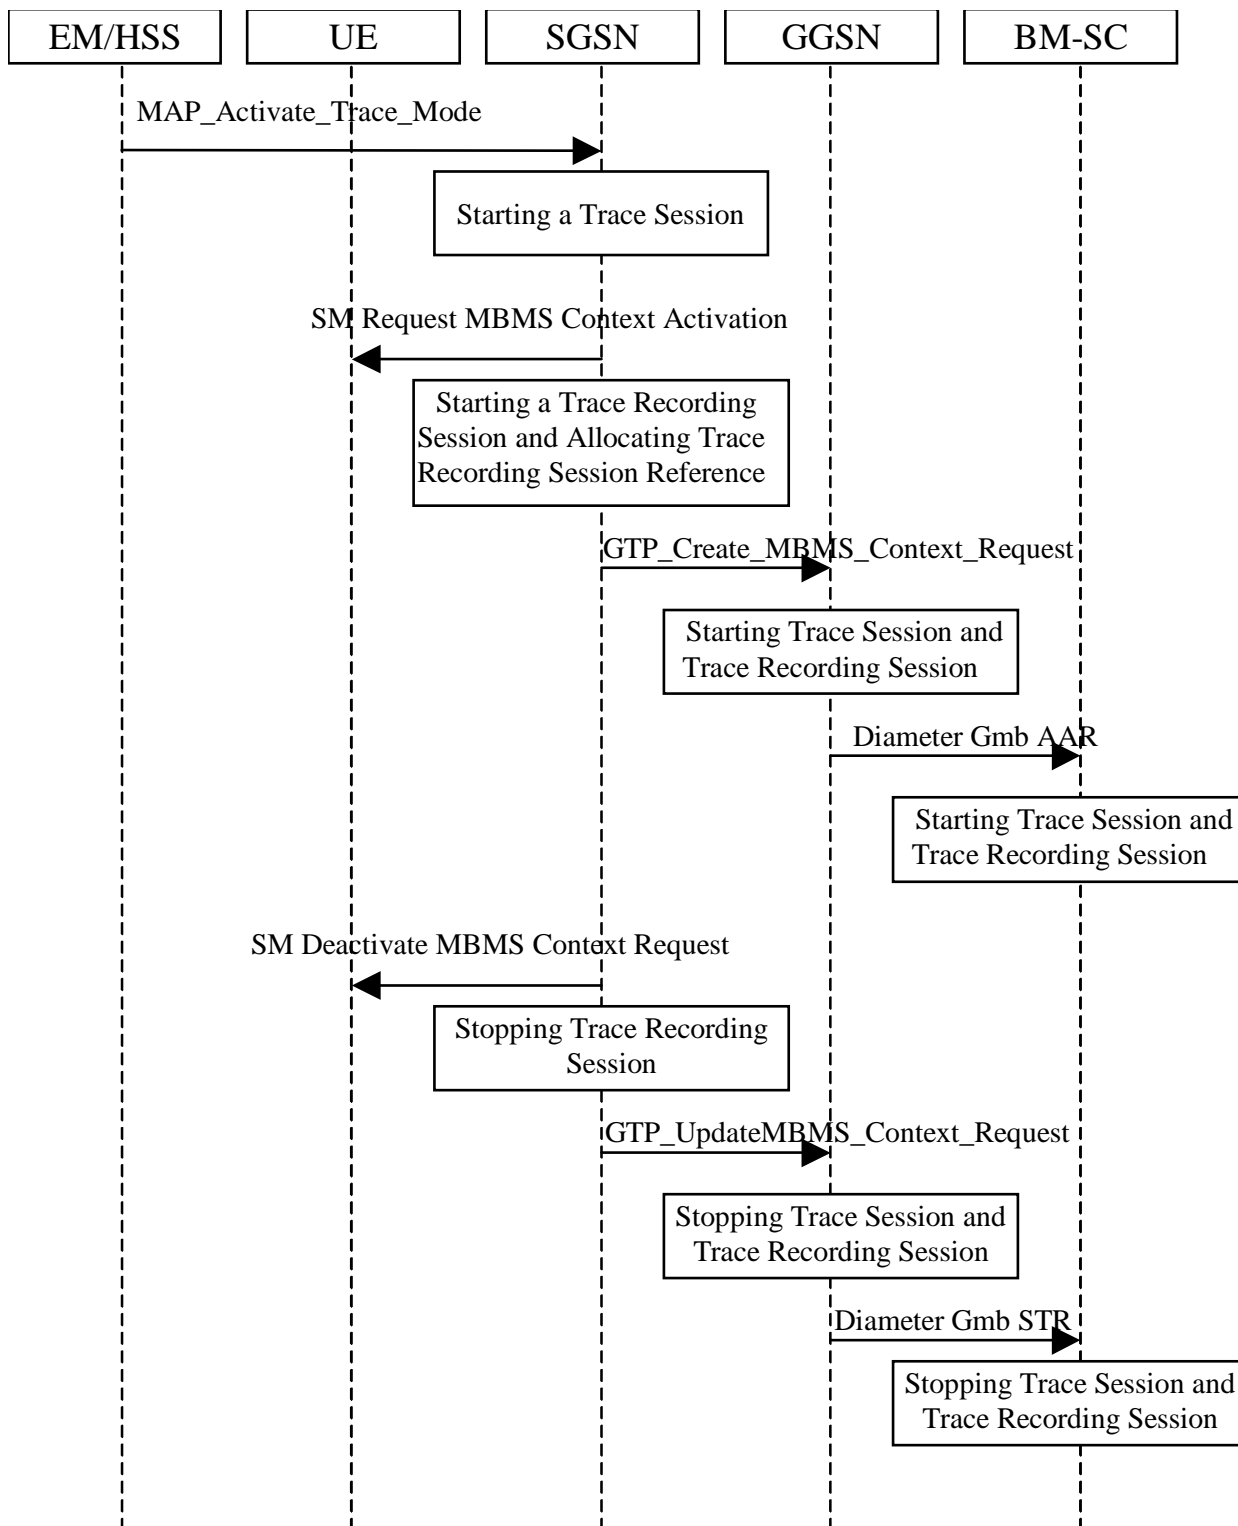 EM/HSS
UE
SGSN
GGSN
BM-SC
MAP_Activate_Trace_Mode
Starting a Trace Session
SM Request MBMS Context Activation
Starting a Trace Recording
Session and Allocating Trace
Recording Session Reference
GTP_Create_MBMS_Context_Request
Starting Trace Session and
Trace Recording Session
Diameter Gmb AAR
Starting Trace Session and
Trace Recording Session
SM Deactivate MBMS Context Request
Stopping Trace Recording
Session
GTP_UpdateMBMS_Context_Request
Stopping Trace Session and
Trace Recording Session
Diameter Gmb STR
Stopping Trace Session and
Trace Recording Session